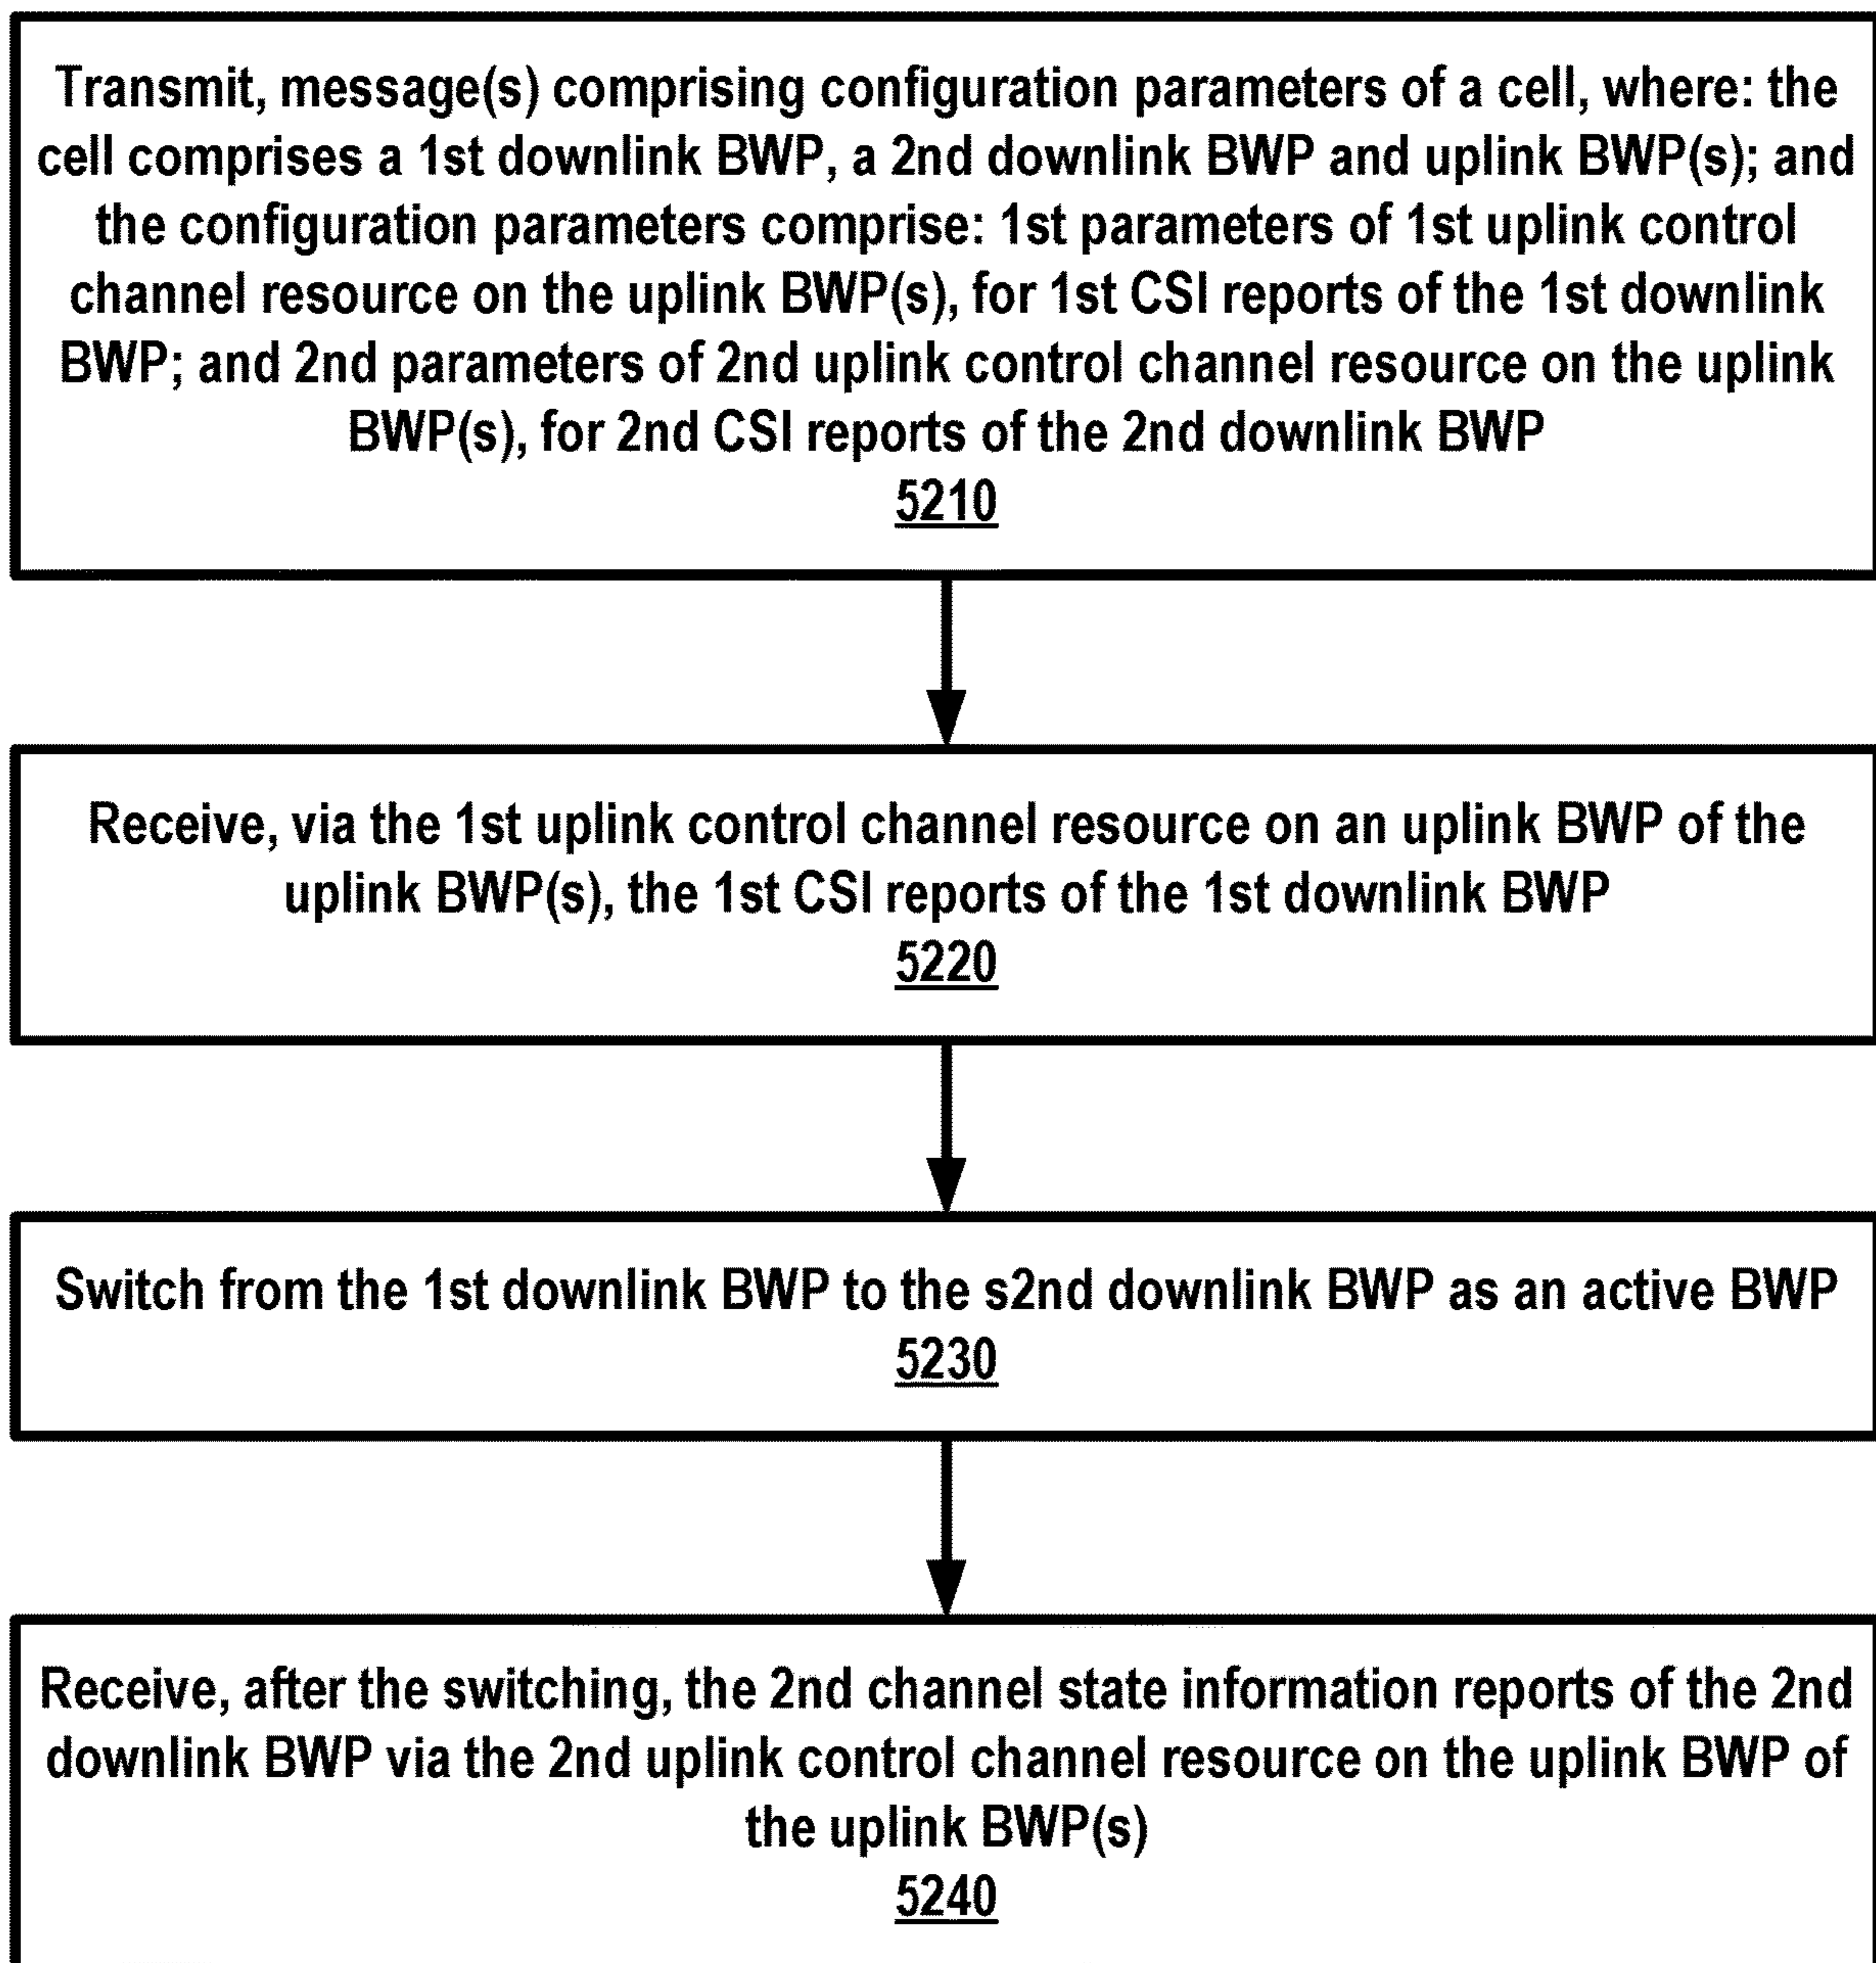 Transmit, message(s) comprising configuration parameters of a cell, where: the
cell comprises a 1st downlink BWP, a 2nd downlink BWP and uplink BWP(s); and
the configuration parameters comprise: 1st parameters of 1st uplink control
channel resource on the uplink BWP(s), for 1st CSI reports of the 1st downlink
BWP; and 2nd parameters of 2nd uplink control channel resource on the uplink
BWP(s), for 2nd CSI reports of the 2nd downlink BWP
5210
Receive, via the 1st uplink control channel resource on an uplink BWP of the
uplink BWP(s), the 1st CSI reports of the 1st downlink BWP
5220
Switch from the 1st downlink BWP to the s2nd downlink BWP as an active BWP
5230
Receive, after the switching, the 2nd channel state information reports of the 2nd
downlink BWP via the 2nd uplink control channel resource on the uplink BWP of
the uplink BWP(s)
5240